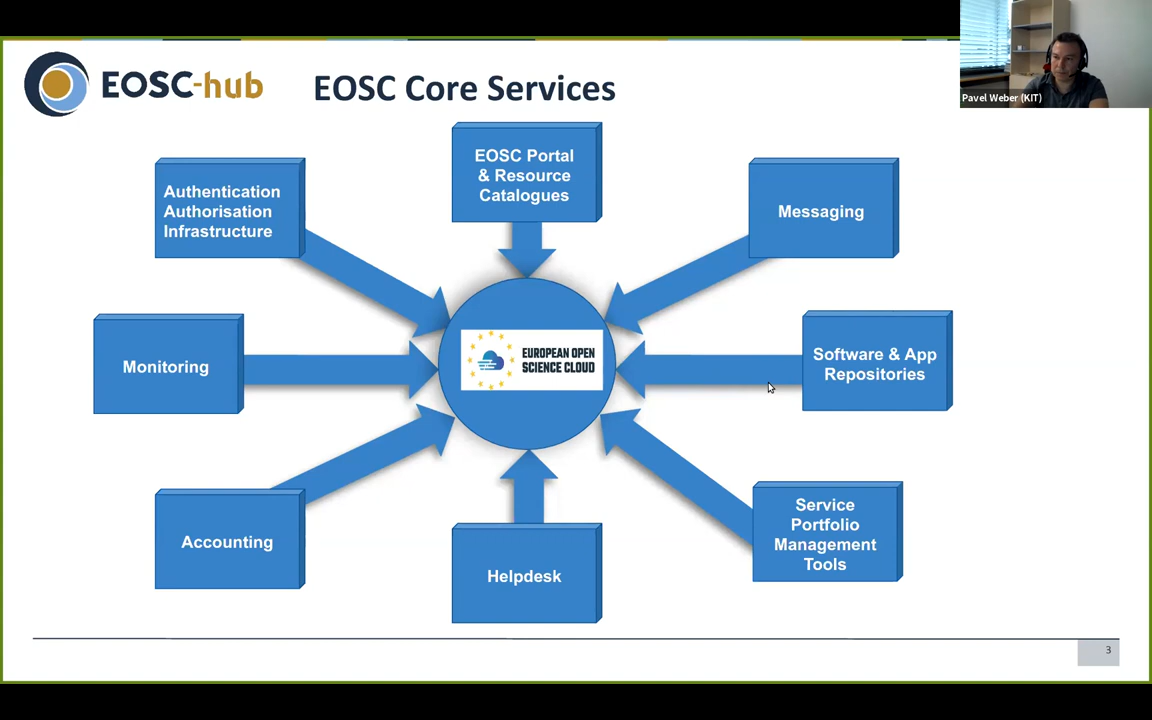 EOSC-hub
EOSC Core Services
Pavel Weber (KIT)
EOSC Portal
& Resource
Catalogues
Authentication
Authorisation
Infrastructure
Messaging
Monitoring
EUROPEAN OPEN
SCIENCE CLOUD
Software & App
Repositories
Accounting
Helpdesk
Service
Portfolio
Management
Tools
3